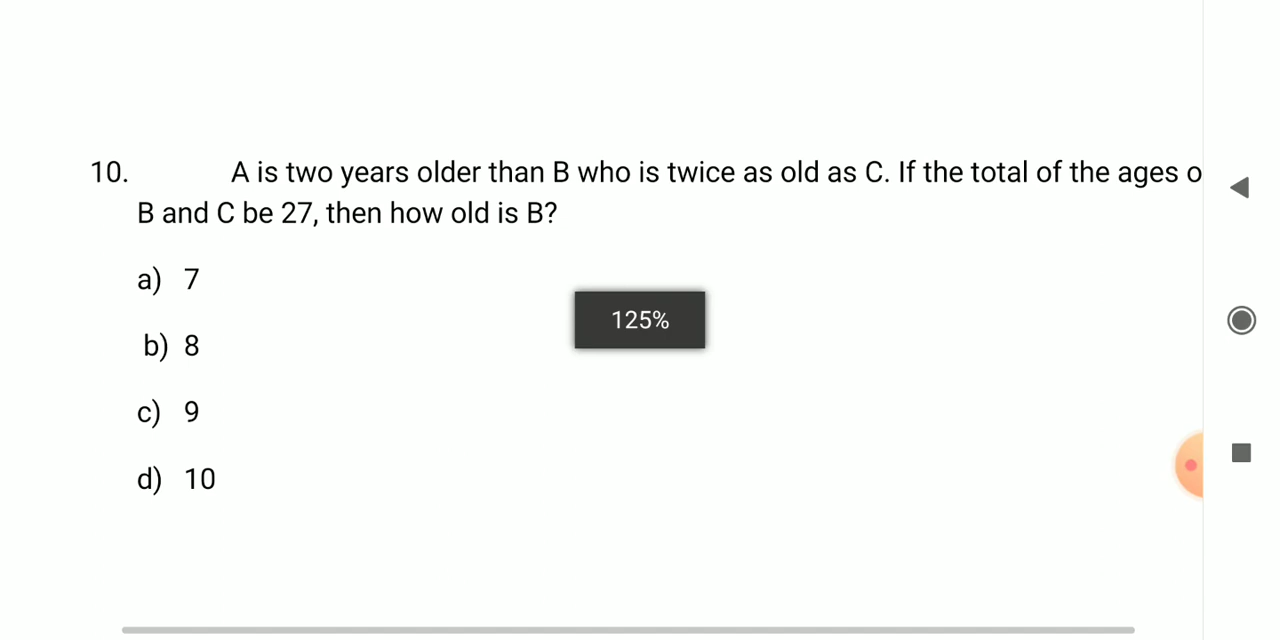 10. A is two years older than B who is twice as old as C. If the total of the ages o
B and C be 27, then how old is B?
a) 7
b) 8
125%
c) 9
d) 10